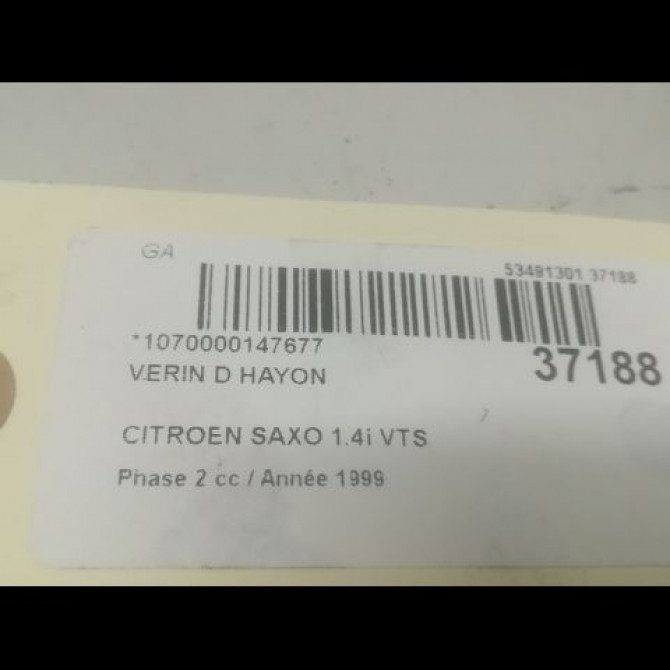 GA
53491301 37188
*1070000147677
37188
VERIN D HAYON
CITROEN SAXO 1.4i VTS
Phase 2 cc / Année 1999